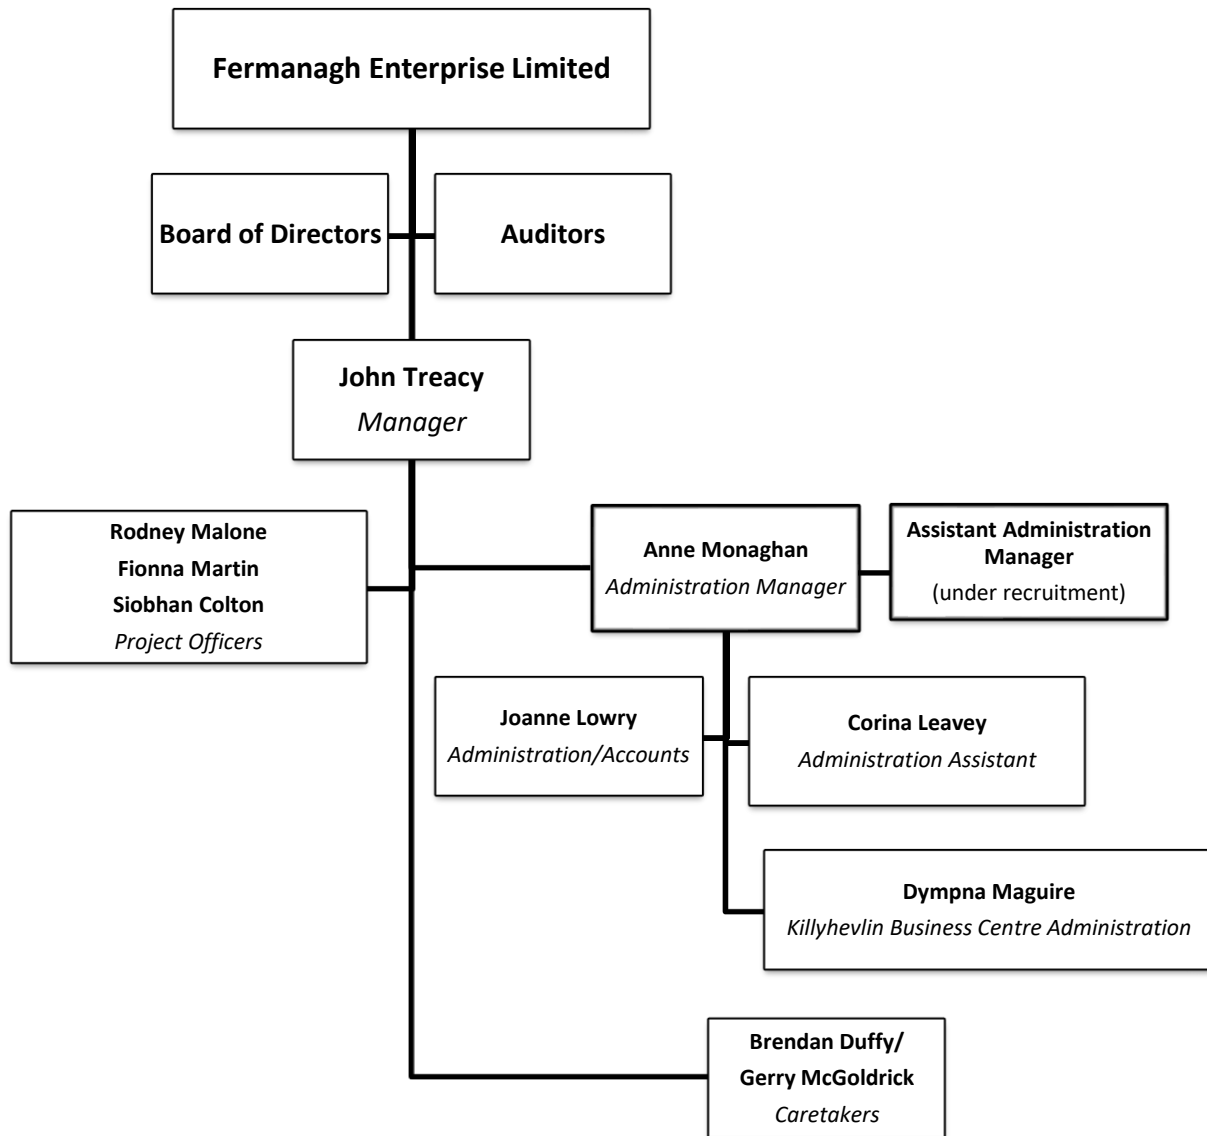 Fermanagh Enterprise Limited
Board of Directors
Auditors
John Treacy
Manager
Rodney Malone
Fionna Martin
Siobhan Colton
Project Officers
Anne Monaghan
Administration Manager
Assistant Administration
Manager
(under recruitment)
Joanne Lowry
Administration/Accounts
Corina Leavey
Administration Assistant
Dympna Maguire
Killyhevlin Business Centre Administration
Brendan Duffy/
Gerry McGoldrick
Caretakers